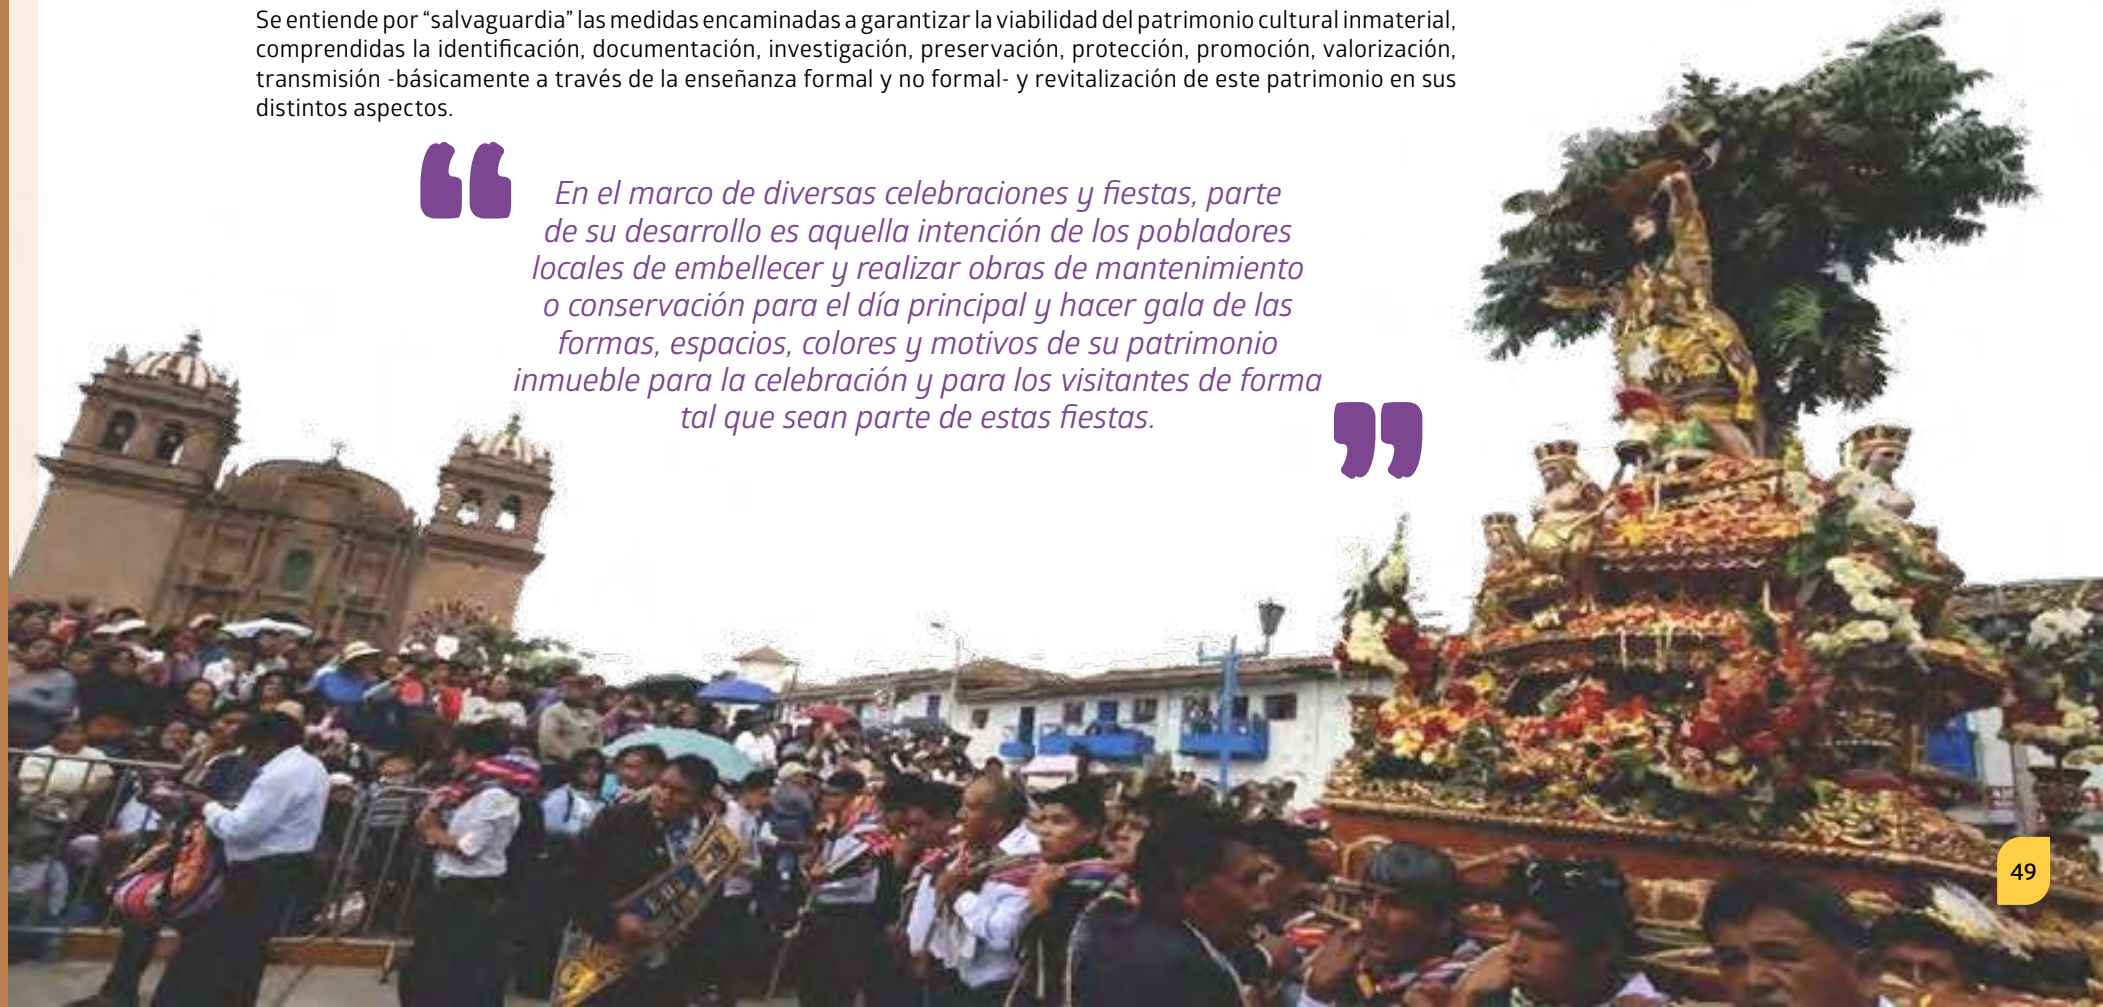 Se entiende por “salvaguardia” las medidas encaminadas a garantizar la viabilidad del patrimonio cultural inmaterial,
comprendidas la identificación, documentación, investigación, preservación, protección, promoción, valorización,
transmisión -básicamente a través de la enseñanza formal y no formal- y revitalización de este patrimonio en sus
distintos aspectos.
“
En el marco de diversas celebraciones y fiestas, parte
de su desarrollo es aquella intención de los pobladores
locales de embellecer y realizar obras de mantenimiento
o conservación para el día principal y hacer gala de las
formas, espacios, colores y motivos de su patrimonio
inmueble para la celebración y para los visitantes de forma
tal que sean parte de estas fiestas.
”
49